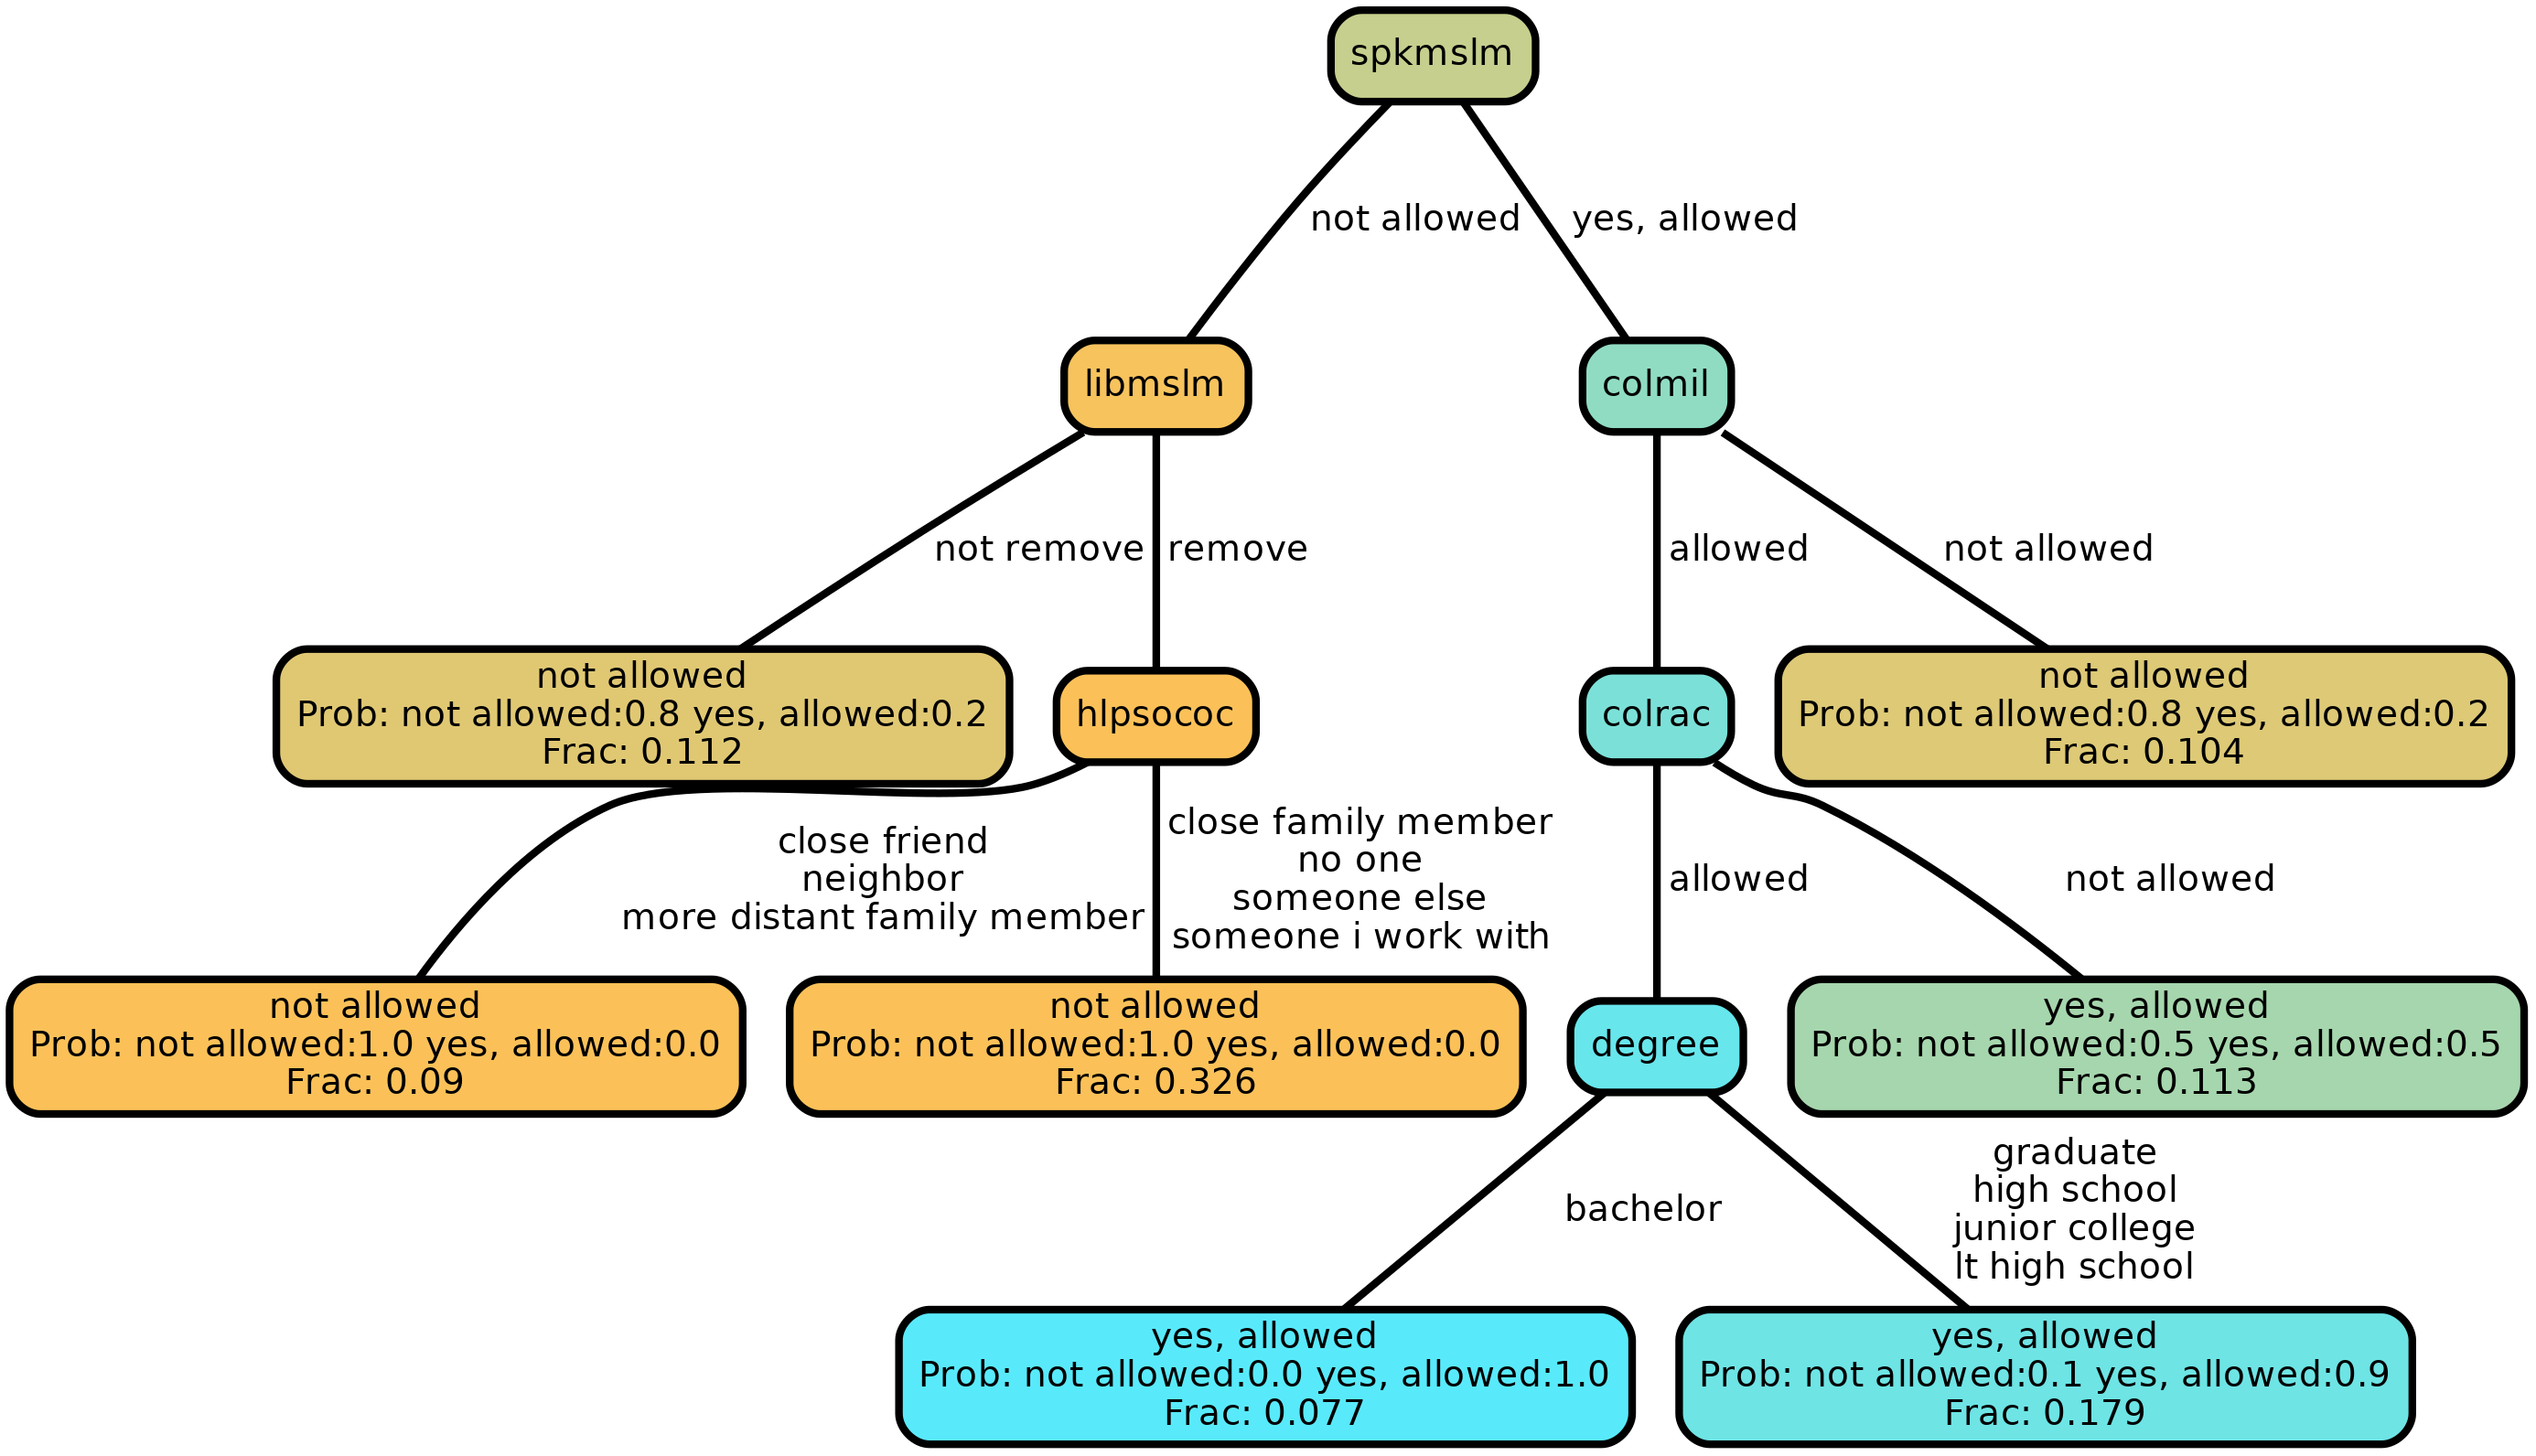 spkmslm
not allowed
yes, allowed
libmslm
colmil
not remove
remove
allowed
not allowed
not allowed
Prob: not allowed:0.8 yes, allowed:0.2
Frac: 0.112
hlpsococ
colrac
not allowed
Prob: not allowed:0.8 yes, allowed:0.2
Frac: 0.104
close friend
neighbor
more distant family member
close family member
no one
someone else
someone i work with
allowed
not allowed
not allowed
Prob: not allowed:1.0 yes, allowed:0.0
Frac: 0.09
not allowed
Prob: not allowed:1.0 yes, allowed:0.0
Frac: 0.326
degree
yes, allowed
Prob: not allowed:0.5 yes, allowed:0.5
Frac: 0.113
bachelor
graduate
high school
junior college
lt high school
yes, allowed
Prob: not allowed:0.0 yes, allowed:1.0
Frac: 0.077
yes, allowed
Prob: not allowed:0.1 yes, allowed:0.9
Frac: 0.179